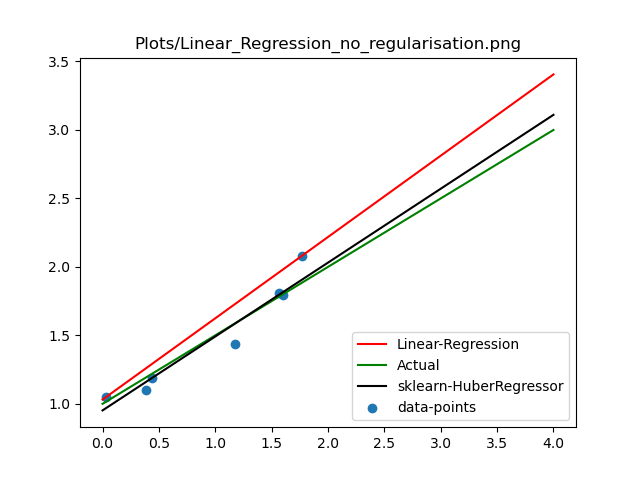 Plots/Linear_Regression_no_regularisation.png
3.5
3.0
2.5
2.0
1.5
1.0
Linear-Regression
Actual
sklearn-HuberRegressor
data-points
0.0 0.5 1.0 1.5 2.0 2.5 3.0 3.5 4.0